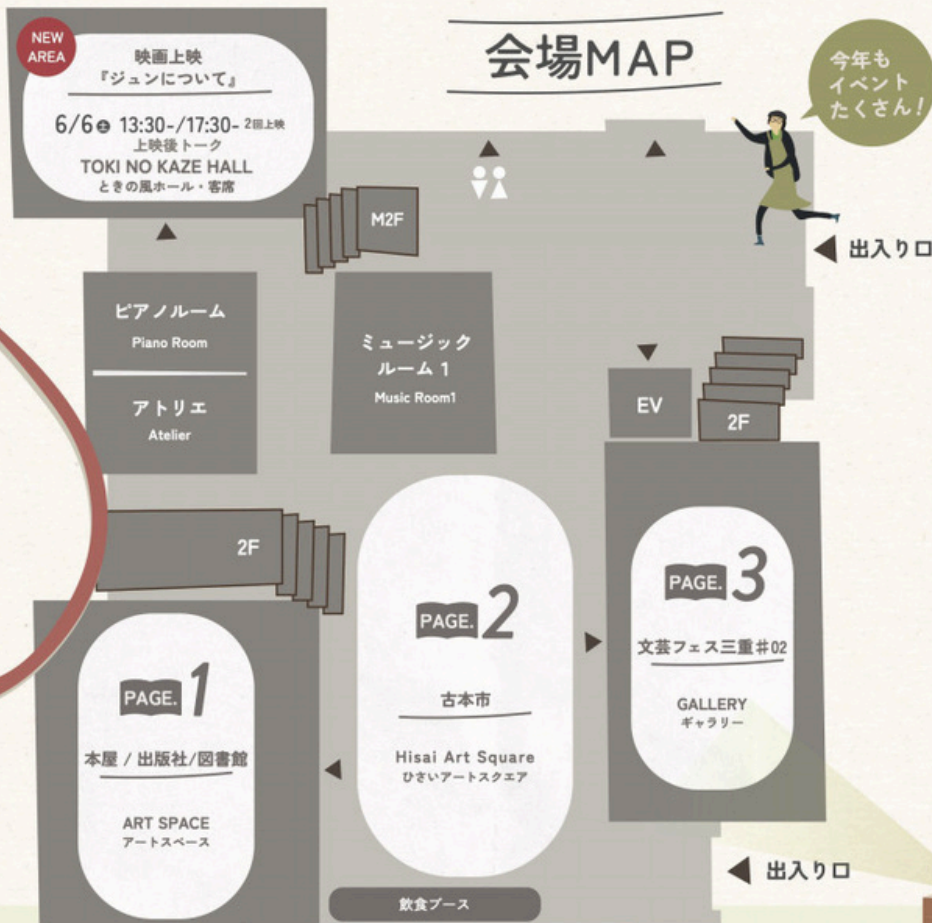 会場MAP
今年も
イベント
たくさん!
NEW
AREA
映画上映
『ジュンについて』
6/6㊏ 13:30-/17:30- 2回上映
上映後トーク
TOKI NO KAZE HALL
ときの風ホール・客席
M2F
出入り口
ピアノルーム
Piano Room
アトリエ
Atelier
ミュージック
ルーム 1
Music Room1
EV
2F
2F
PAGE.1
本屋 / 出版社/図書館
ART SPACE
アートスペース
PAGE.2
古本市
Hisai Art Square
ひさいアートスクエア
PAGE.3
文芸フェス三重#02
GALLERY
ギャラリー
出入り口
飲食ブース